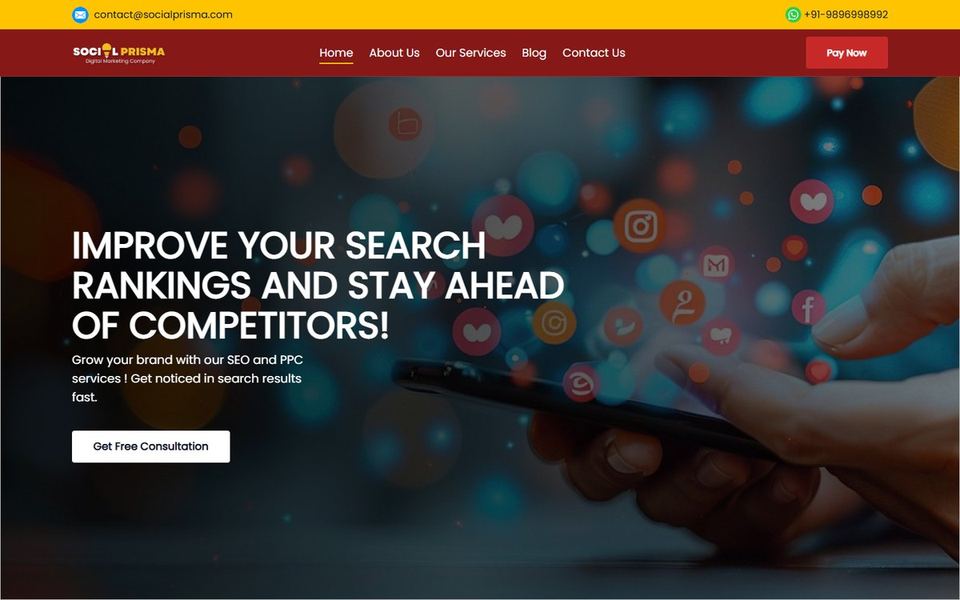 contact@socialprisma.com
+91-9896998992
SOCIAL PRISMA
Digital Marketing Company
Home
About Us
Our Services
Blog
Contact Us
Pay Now
IMPROVE YOUR SEARCH
RANKINGS AND STAY AHEAD
OF COMPETITORS!
Grow your brand with our SEO and PPC
services ! Get noticed in search results
fast.
Get Free Consultation